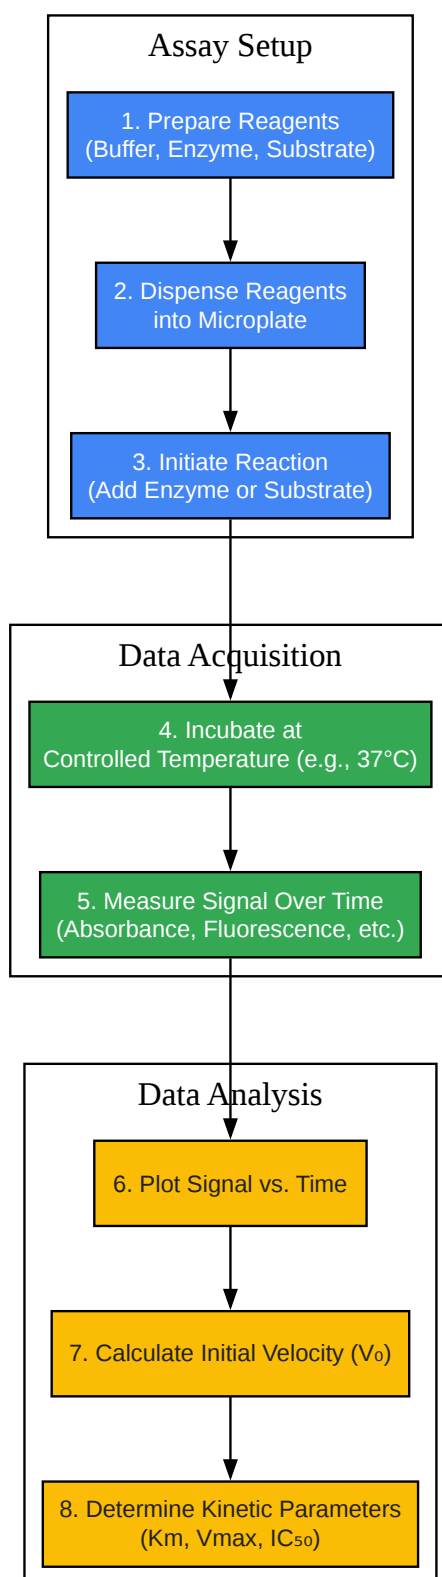 Assay Setup
1. Prepare Reagents
(Buffer, Enzyme, Substrate)
2. Dispense Reagents
into Microplate
3. Initiate Reaction
(Add Enzyme or Substrate)
Data Acquisition
4. Incubate at
Controlled Temperature (e.g., 37°C)
5. Measure Signal Over Time
(Absorbance, Fluorescence, etc.)
Data Analysis
6. Plot Signal vs. Time
7. Calculate Initial Velocity (V₀)
8. Determine Kinetic Parameters
(Km, Vmax, IC₅₀)